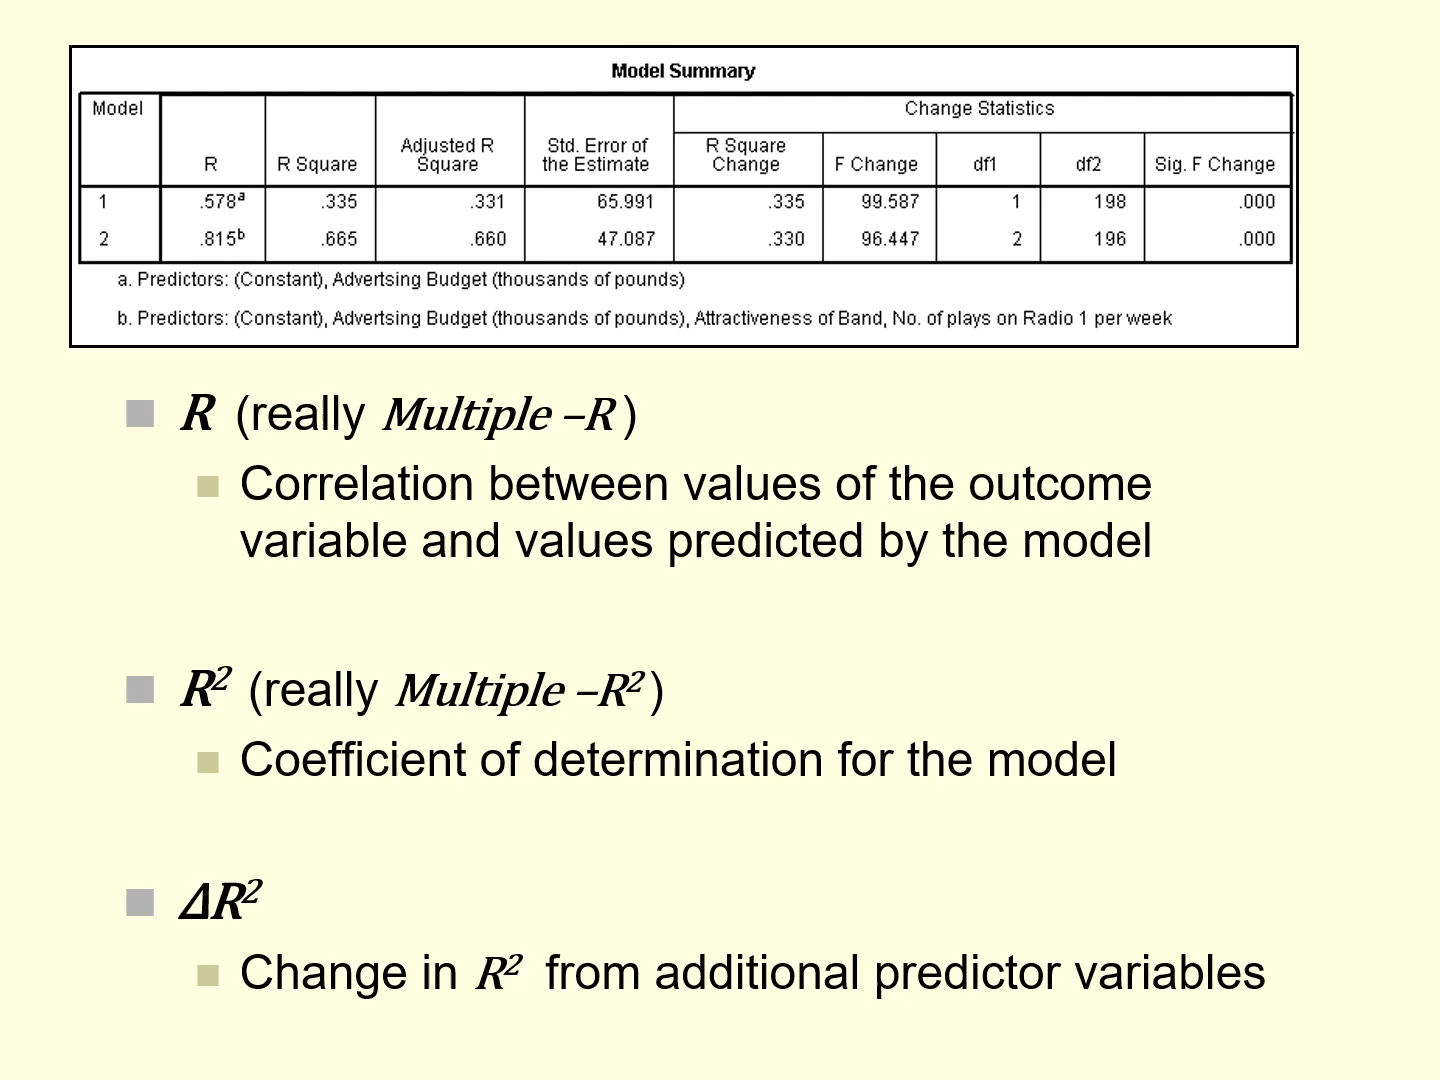 Model Summary
Model R R Square Adjusted R Square Std. Error of the Estimate Change Statistics
R Square Change F Change df1 df2 Sig. F Change
1 .578a .335 .331 65.991 .335 99.587 1 198 .000
2 .815b .665 .660 47.087 .330 96.447 2 196 .000
a. Predictors: (Constant), Advertsing Budget (thousands of pounds)
b. Predictors: (Constant), Advertsing Budget (thousands of pounds), Attractiveness of Band, No. of plays on Radio 1 per week
R (really Multiple –R )
Correlation between values of the outcome
variable and values predicted by the model
R² (really Multiple –R² )
Coefficient of determination for the model
ΔR²
Change in R² from additional predictor variables